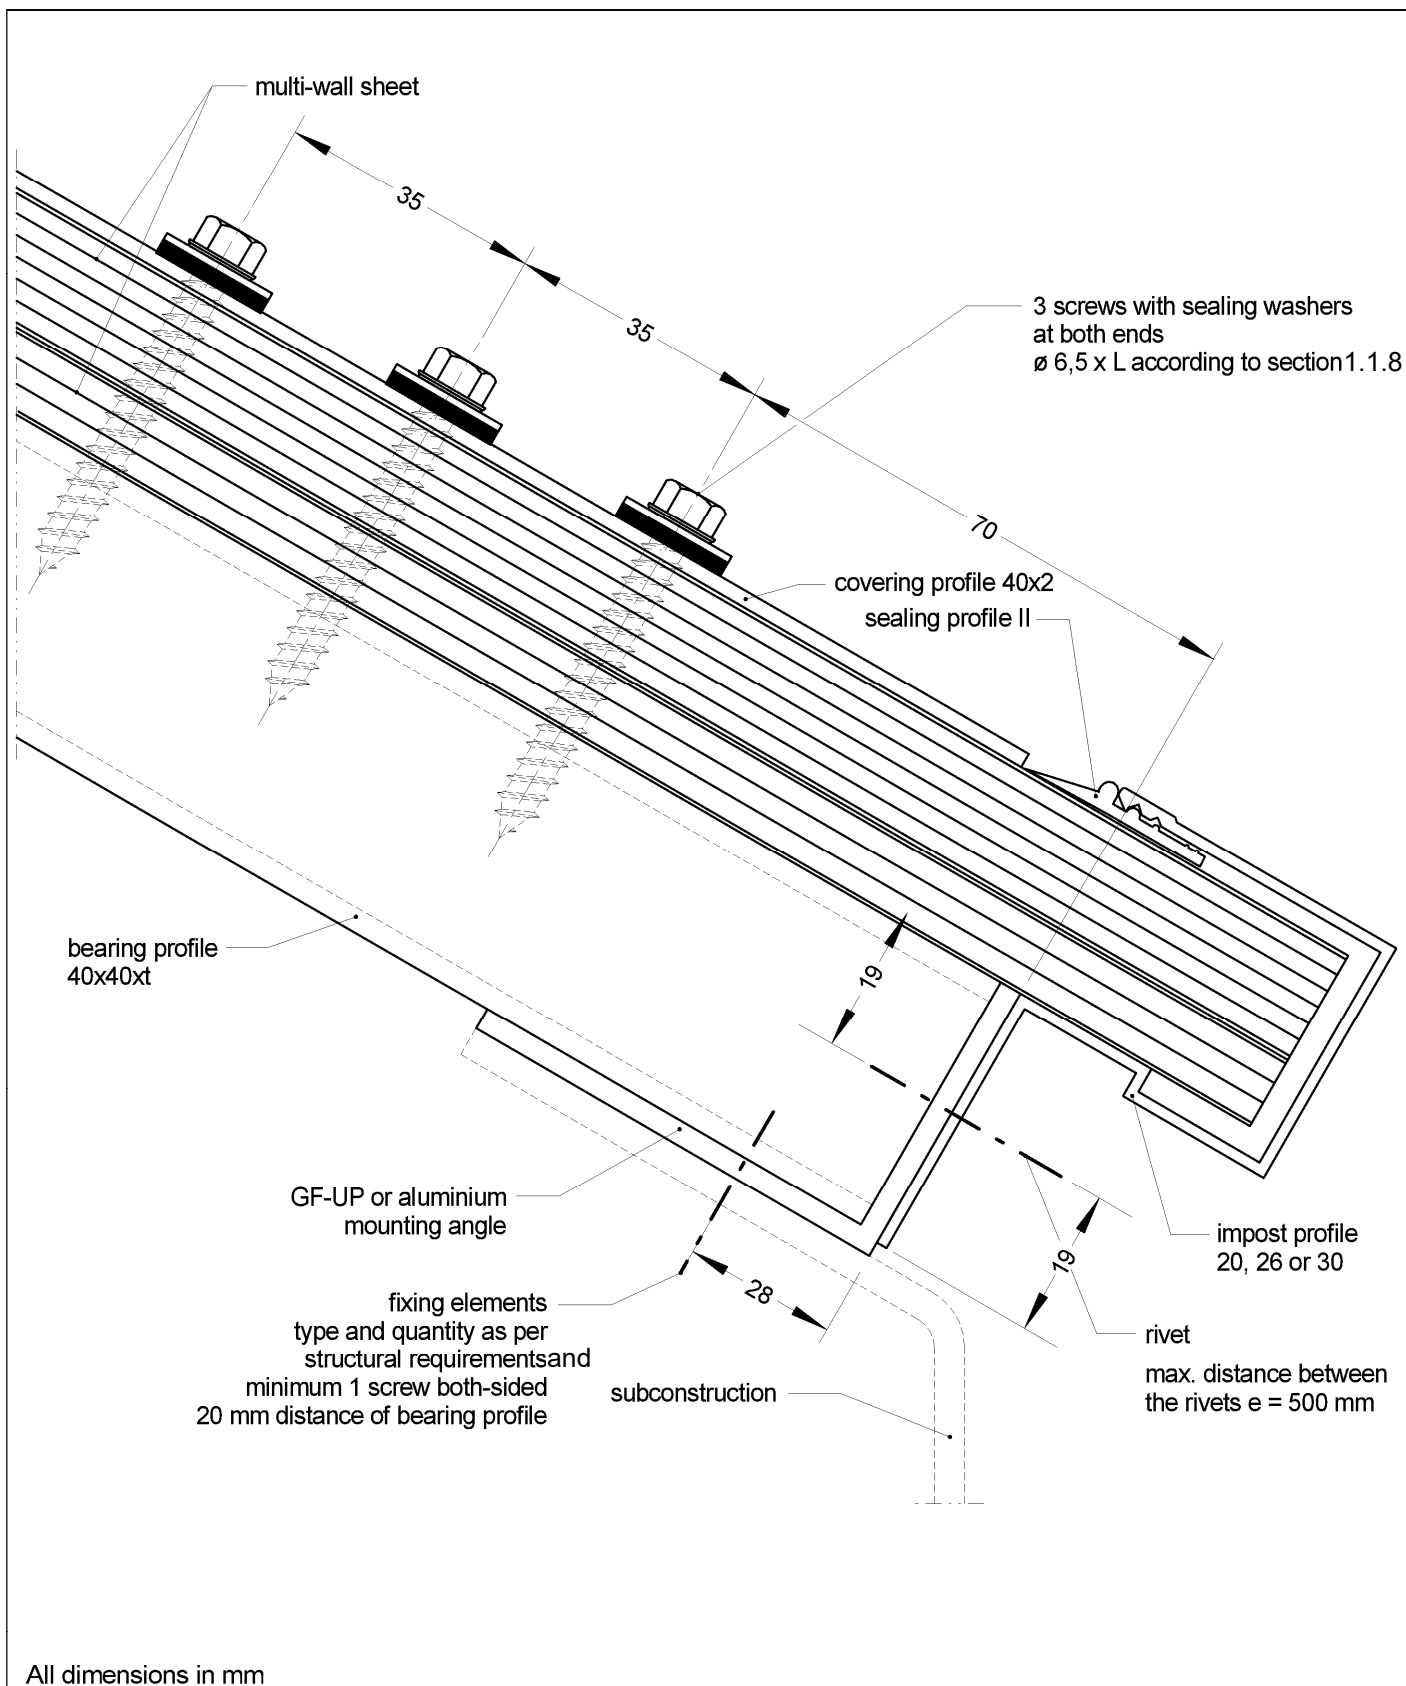 multi-wall sheet
35
35
3 screws with sealing washers
at both ends
ø 6,5 x L according to section1.1.8
70
covering profile 40x2
sealing profile II
bearing profile
40x40xt
19
GF-UP or aluminium
mounting angle
impost profile
20, 26 or 30
19
28
fixing elements
type and quantity as per
structural requirementsand
minimum 1 screw both-sided
20 mm distance of bearing profile
subconstruction
rivet
max. distance between
the rivets e = 500 mm
All dimensions in mm